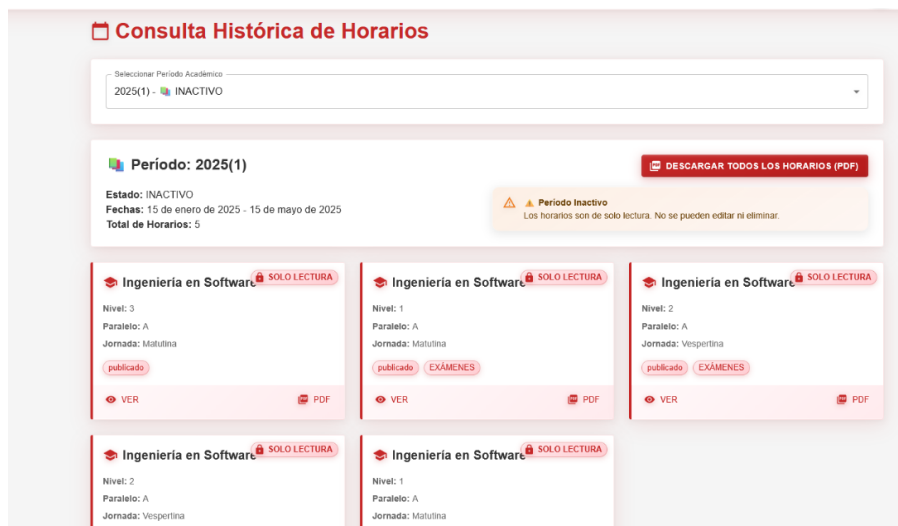 Consulta Histórica de Horarios
Seleccionar Período Académico
2025(1) - INACTIVO
Período: 2025(1)
DESCARGAR TODOS LOS HORARIOS (PDF)
Estado: INACTIVO
Fechas: 15 de enero de 2025 - 15 de mayo de 2025
Total de Horarios: 5
Período Inactivo
Los horarios son de solo lectura. No se pueden editar ni eliminar.
Ingeniería en Software
SOLO LECTURA
Nivel: 3
Paralelo: A
Jornada: Matutina
publicado
VER
PDF
Ingeniería en Software
SOLO LECTURA
Nivel: 1
Paralelo: A
Jornada: Matutina
publicado
EXÁMENES
VER
PDF
Ingeniería en Software
SOLO LECTURA
Nivel: 2
Paralelo: A
Jornada: Vespertina
publicado
EXÁMENES
VER
PDF
Ingeniería en Software
SOLO LECTURA
Nivel: 2
Paralelo: A
Jornada: Vespertina
Ingeniería en Software
SOLO LECTURA
Nivel: 1
Paralelo: A
Jornada: Matutina